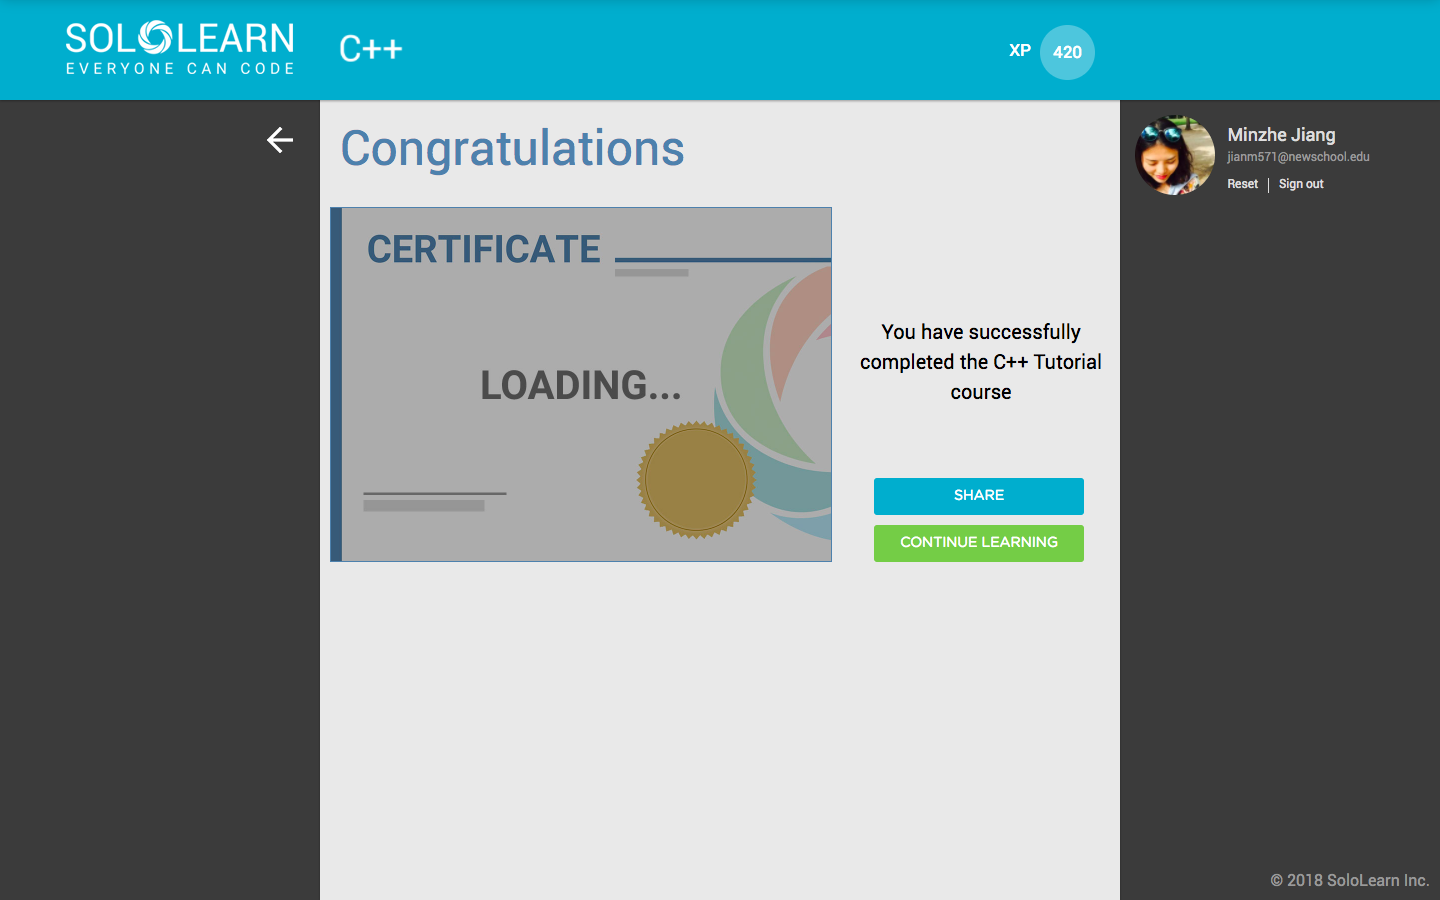 SOLOLEARN
EVERYONE CAN CODE
C++
XP 420
Congratulations
Minzhe Jiang
jianm571@newschool.edu
Reset | Sign out
CERTIFICATE
LOADING...
You have successfully
completed the C++ Tutorial
course
SHARE
CONTINUE LEARNING
© 2018 SoloLearn Inc.